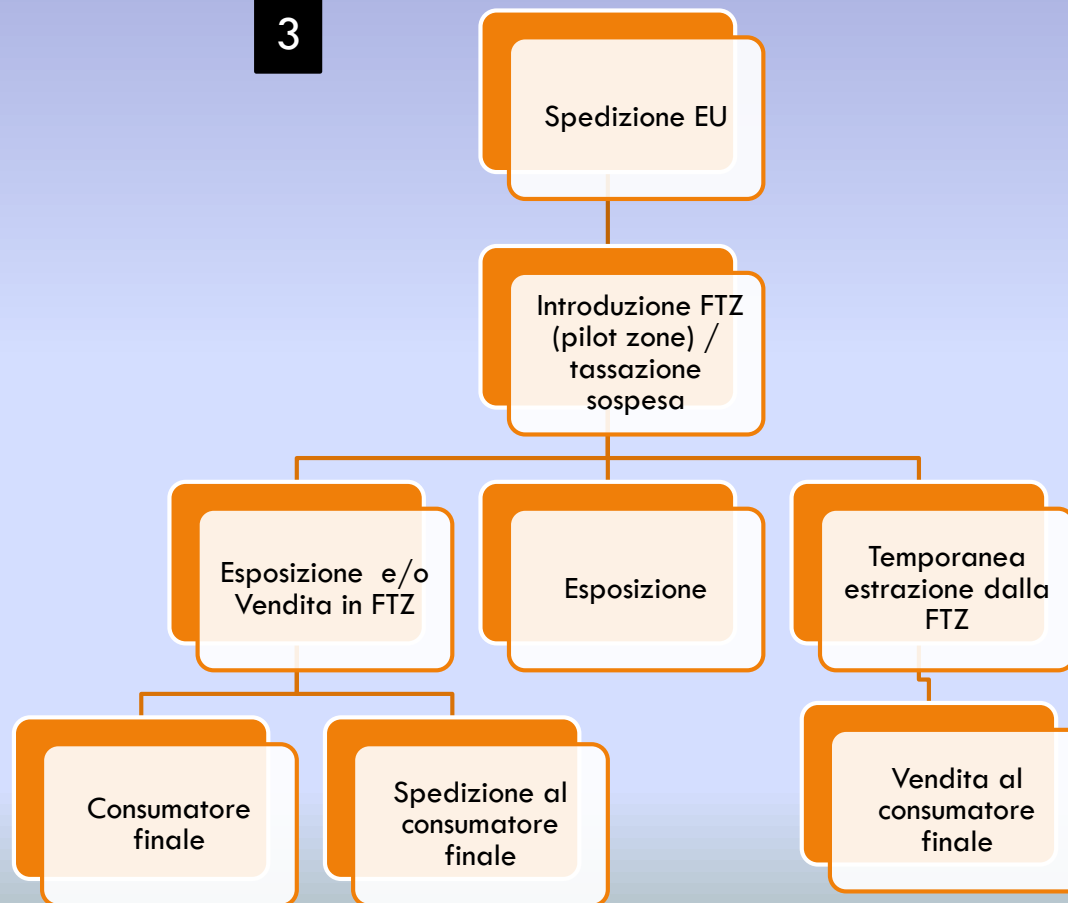 3
Spedizione EU
Introduzione FTZ
(pilot zone) /
tassazione
sospesa
Esposizione e/o
Vendita in FTZ
Esposizione
Temporanea
estrazione dalla
FTZ
Consumatore
finale
Spedizione al
consumatore
finale
Vendita al
consumatore
finale